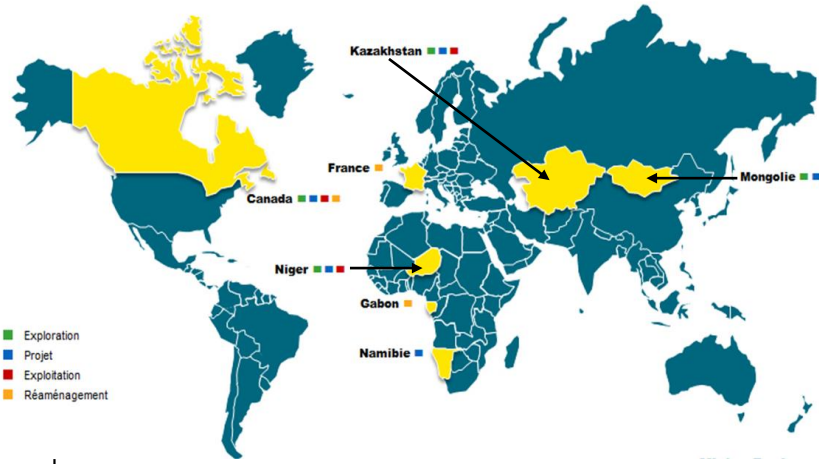 Kazakhstan
France
Mongolie
Canada
Niger
Gabon
Namibie
Exploration
Projet
Exploitation
Réaménagement